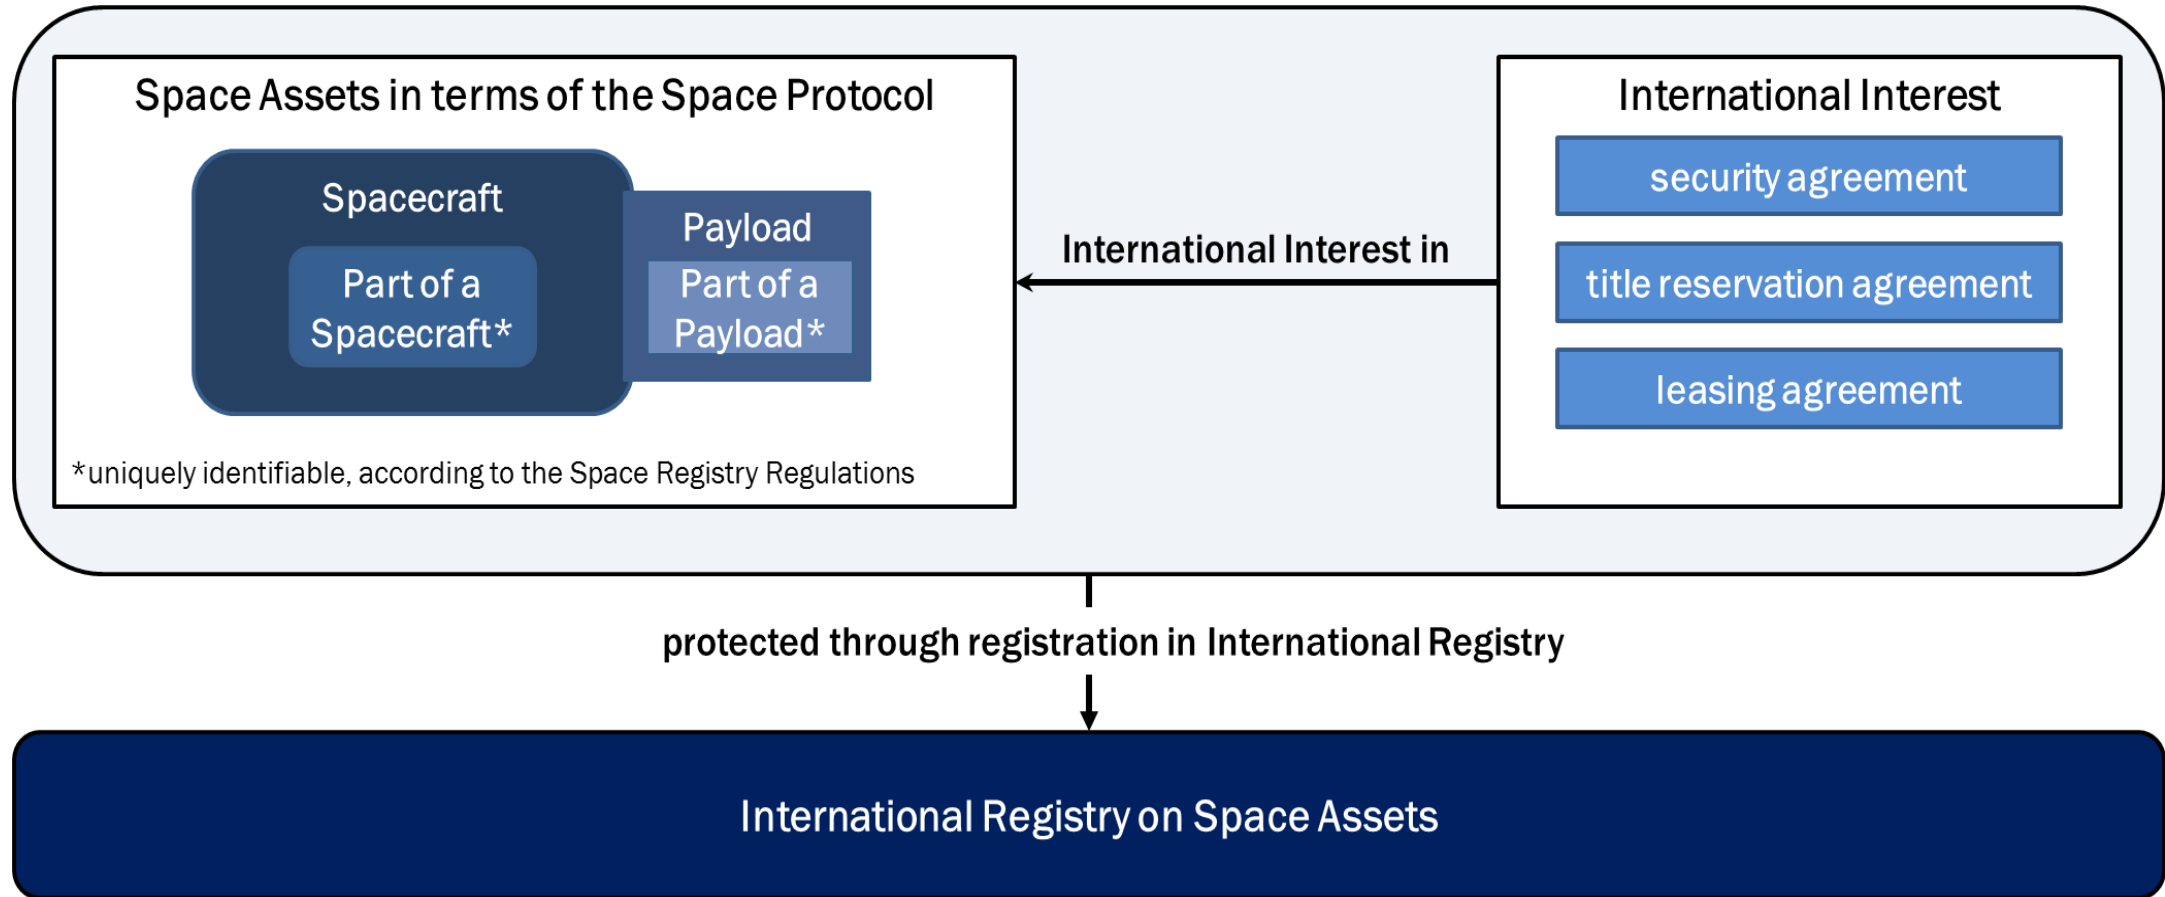 Space Assets in terms of the Space Protocol
Spacecraft
Part of a
Spacecraft*
Payload
Part of a
Payload*
*uniquely identifiable, according to the Space Registry Regulations
International Interest in
International Interest
security agreement
title reservation agreement
leasing agreement
protected through registration in International Registry
International Registry on Space Assets